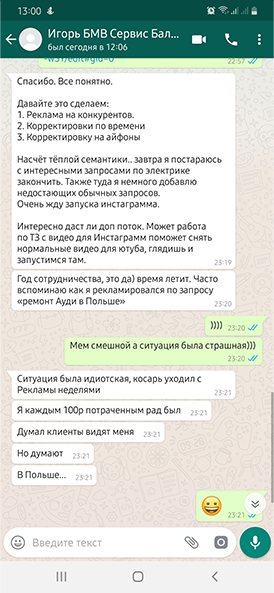 13:00
Игорь БМВ Сервис Бал...
был сегодня в 12:06
22:57
Спасибо. Все понятно.
Давайте это сделаем:
1. Реклама на конкурентов.
2. Корректировки по времени
3. Корректировку на айфоны
Насчёт тёплой семантики.. завтра я постараюсь
с интересными запросами по электрике
закончить. Также туда я немного добавлю
недостающих обычных запросов.
Очень жду запуска инстаграмма.
Интересно даст ли доп поток. Может работа
по ТЗ с видео для Инстаграмм поможет снять
нормальные видео для ютуба, глядишь и
запустимся там.
23:19
Год сотрудничества, это да) время летит. Часто
вспоминаю как я рекламировался по запросу
«ремонт Ауди в Польше»
23:20
)))) 23:20
Мем смешной а ситуация была страшная)))
23:20
Ситуация была идиотская, косарь уходил с
Рекламы неделями
23:21
Я каждым 100р потраченным рад был 23:21
Думал клиенты видят меня 23:21
Но думают 23:21
В Польше... 23:21
23:21
Введите текст